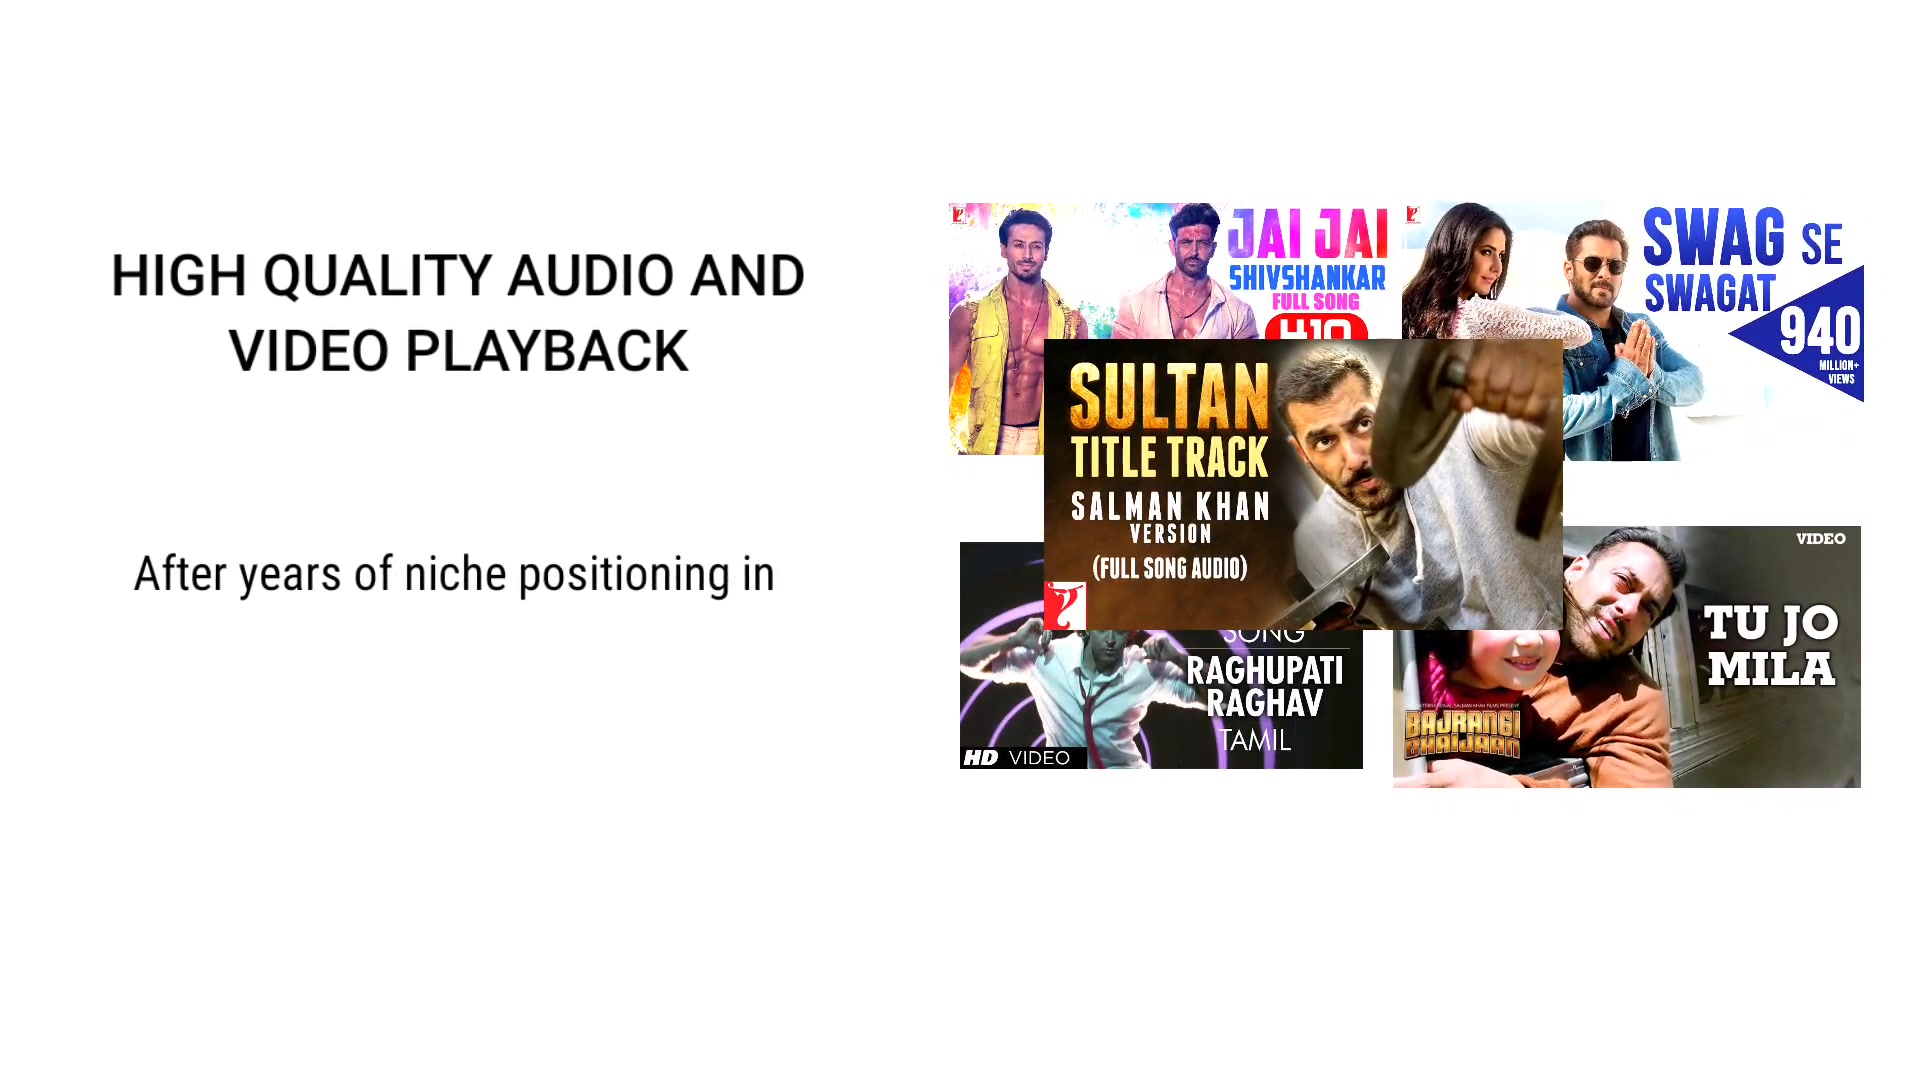 HIGH QUALITY AUDIO AND
VIDEO PLAYBACK
After years of niche positioning in
JAI JAI
SHIVSHANKAR
FULL SONG
SWAG SE
SWAGAT
940
MILLION+
VIEWS
SULTAN
TITLE TRACK
SALMAN KHAN
VERSION
(FULL SONG AUDIO)
SONG
RAGHUPATI
RAGHAV
TAMIL
HD VIDEO
VIDEO
TU JO
MILA
BAJRANGI
BHAIJAAN